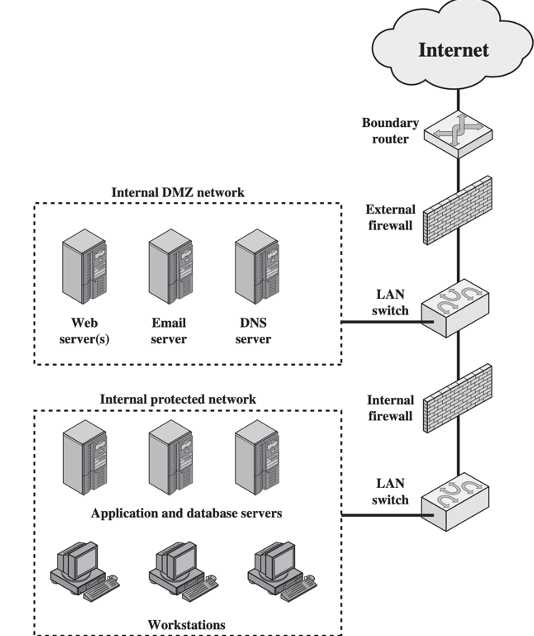 Internet
Boundary
router
Internal DMZ network
External
firewall
Web
server(s)
Email
server
DNS
server
LAN
switch
Internal protected network
Internal
firewall
Application and database servers
LAN
switch
Workstations